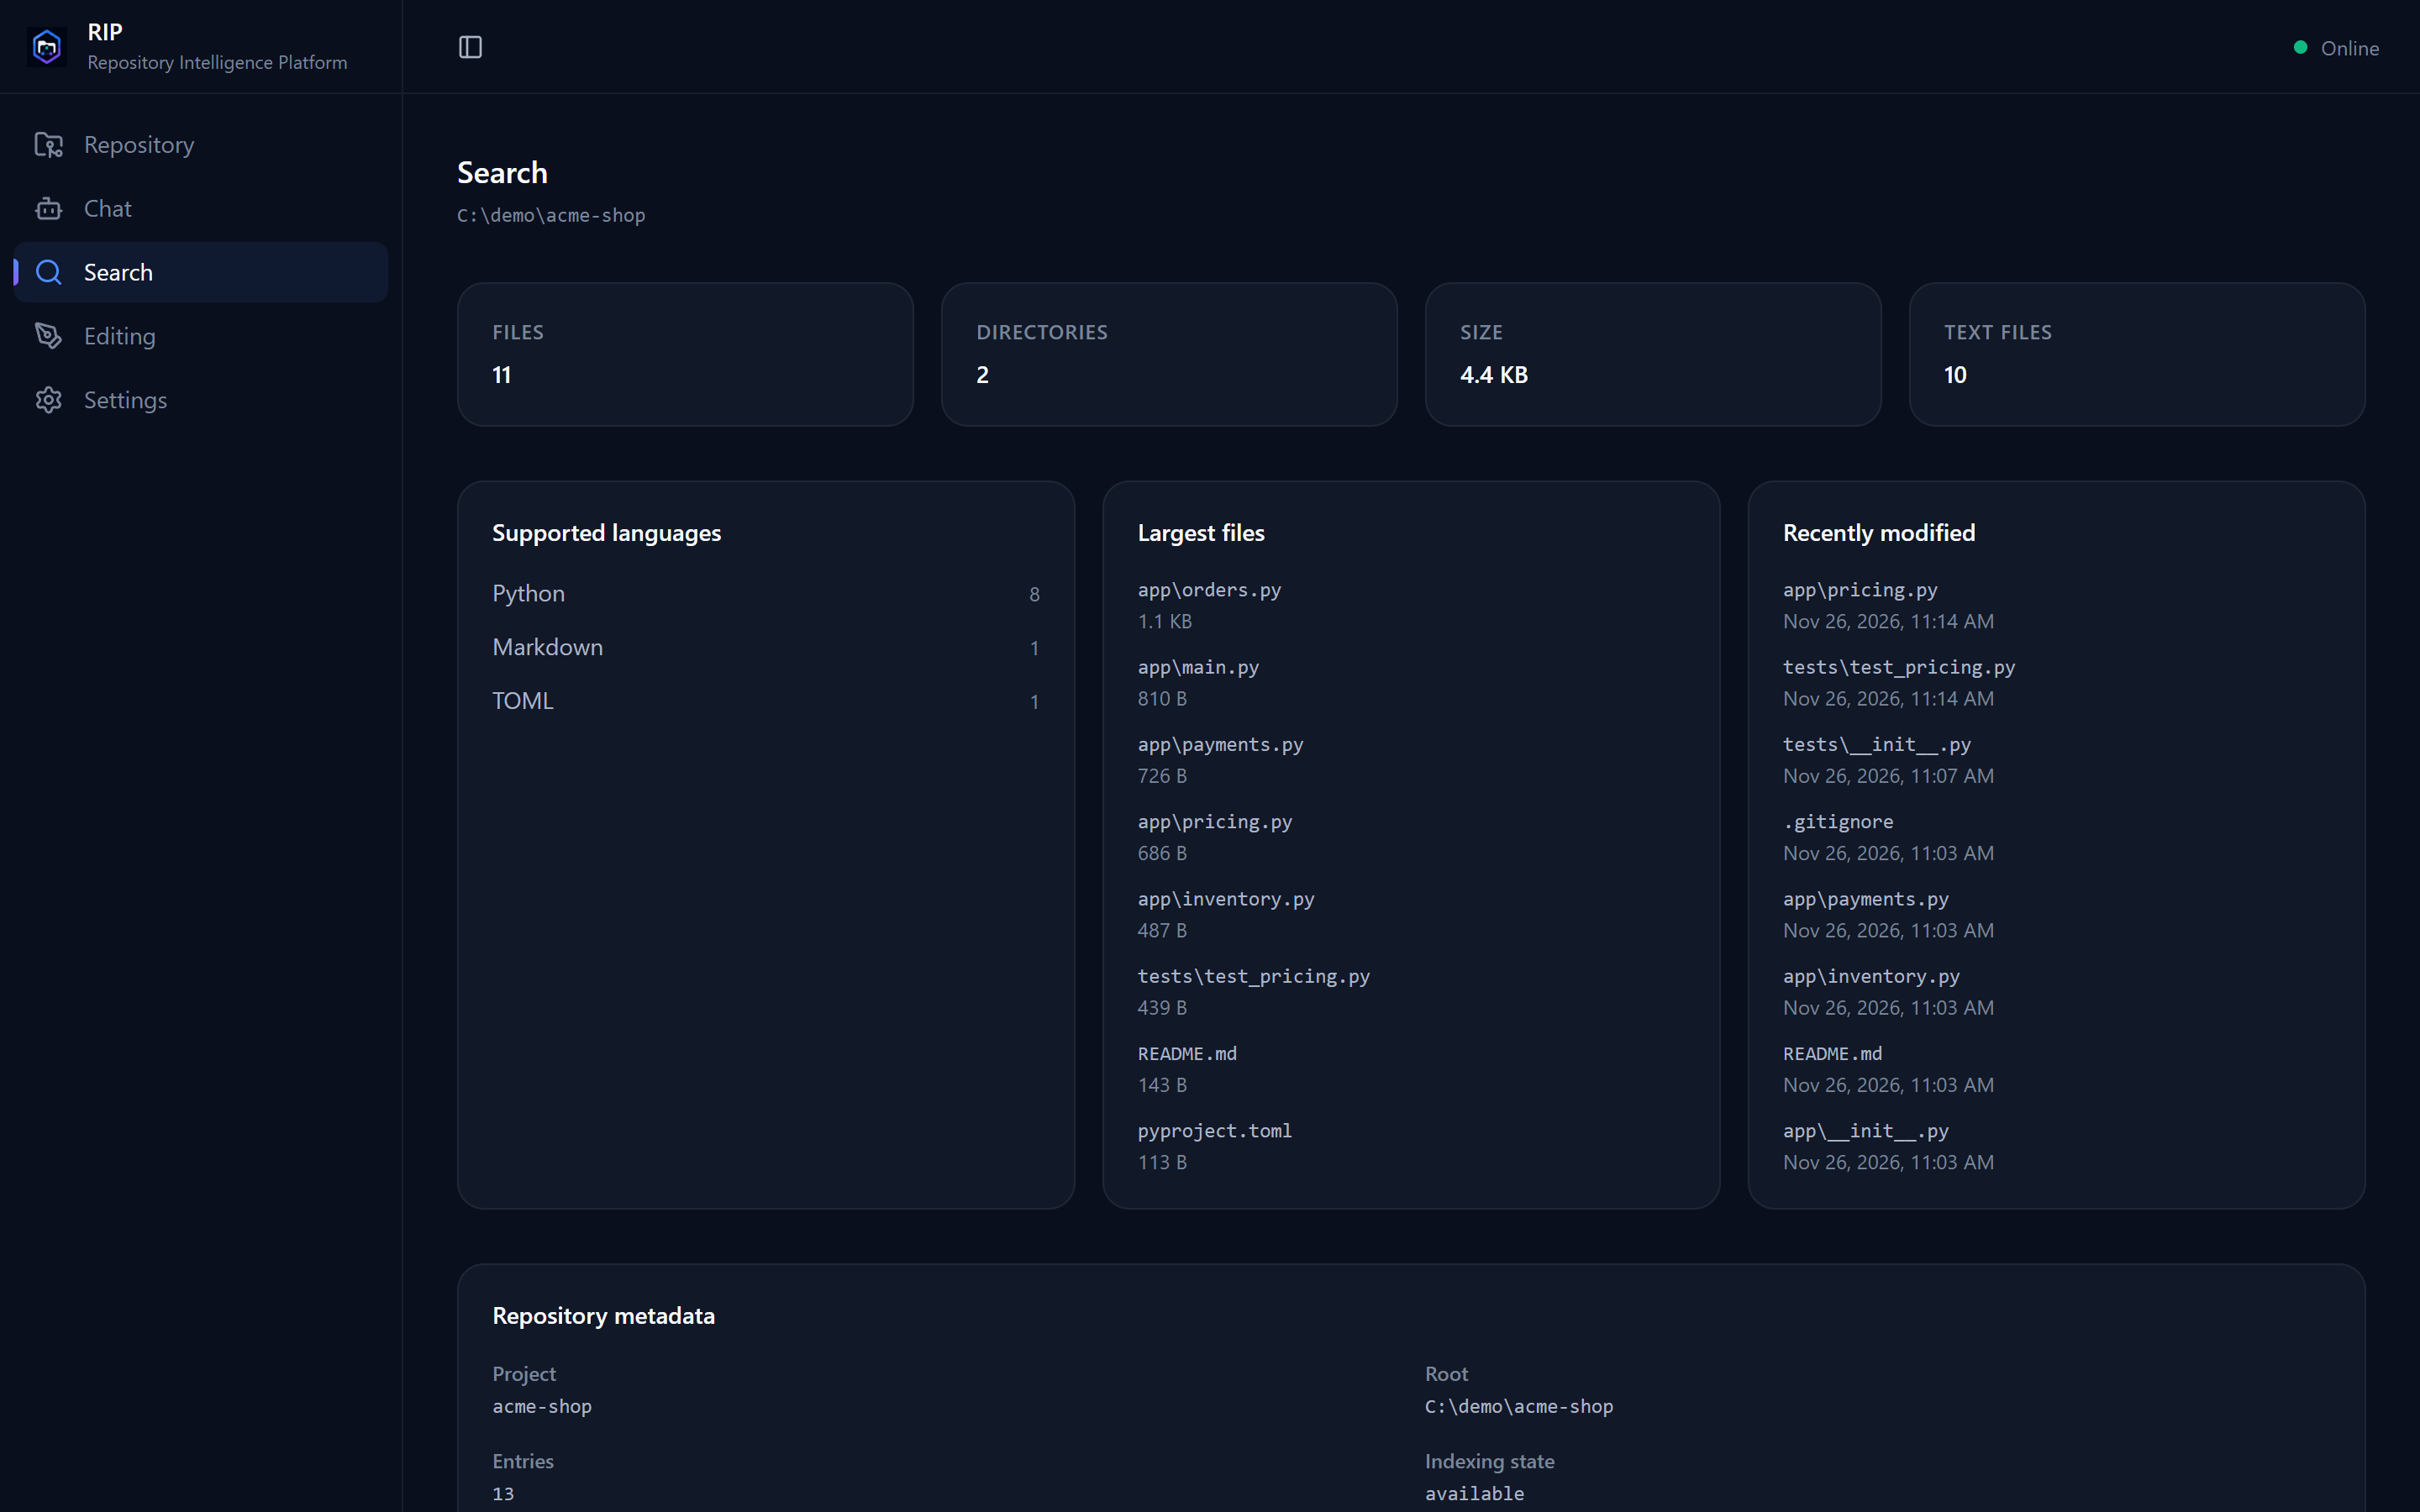 RIP
Repository Intelligence Platform
Online
Repository
Chat
Search
Editing
Settings
Search
C:\demo\acme-shop
FILES
11
DIRECTORIES
2
SIZE
4.4 KB
TEXT FILES
10
Supported languages
Python 8
Markdown 1
TOML 1
Largest files
app\orders.py
1.1 KB
app\main.py
810 B
app\payments.py
726 B
app\pricing.py
686 B
app\inventory.py
487 B
tests\test_pricing.py
439 B
README.md
143 B
pyproject.toml
113 B
Recently modified
app\pricing.py
Nov 26, 2026, 11:14 AM
tests\test_pricing.py
Nov 26, 2026, 11:14 AM
tests\__init__.py
Nov 26, 2026, 11:07 AM
.gitignore
Nov 26, 2026, 11:03 AM
app\payments.py
Nov 26, 2026, 11:03 AM
app\inventory.py
Nov 26, 2026, 11:03 AM
README.md
Nov 26, 2026, 11:03 AM
app\__init__.py
Nov 26, 2026, 11:03 AM
Repository metadata
Project
acme-shop
Root
C:\demo\acme-shop
Entries
13
Indexing state
available